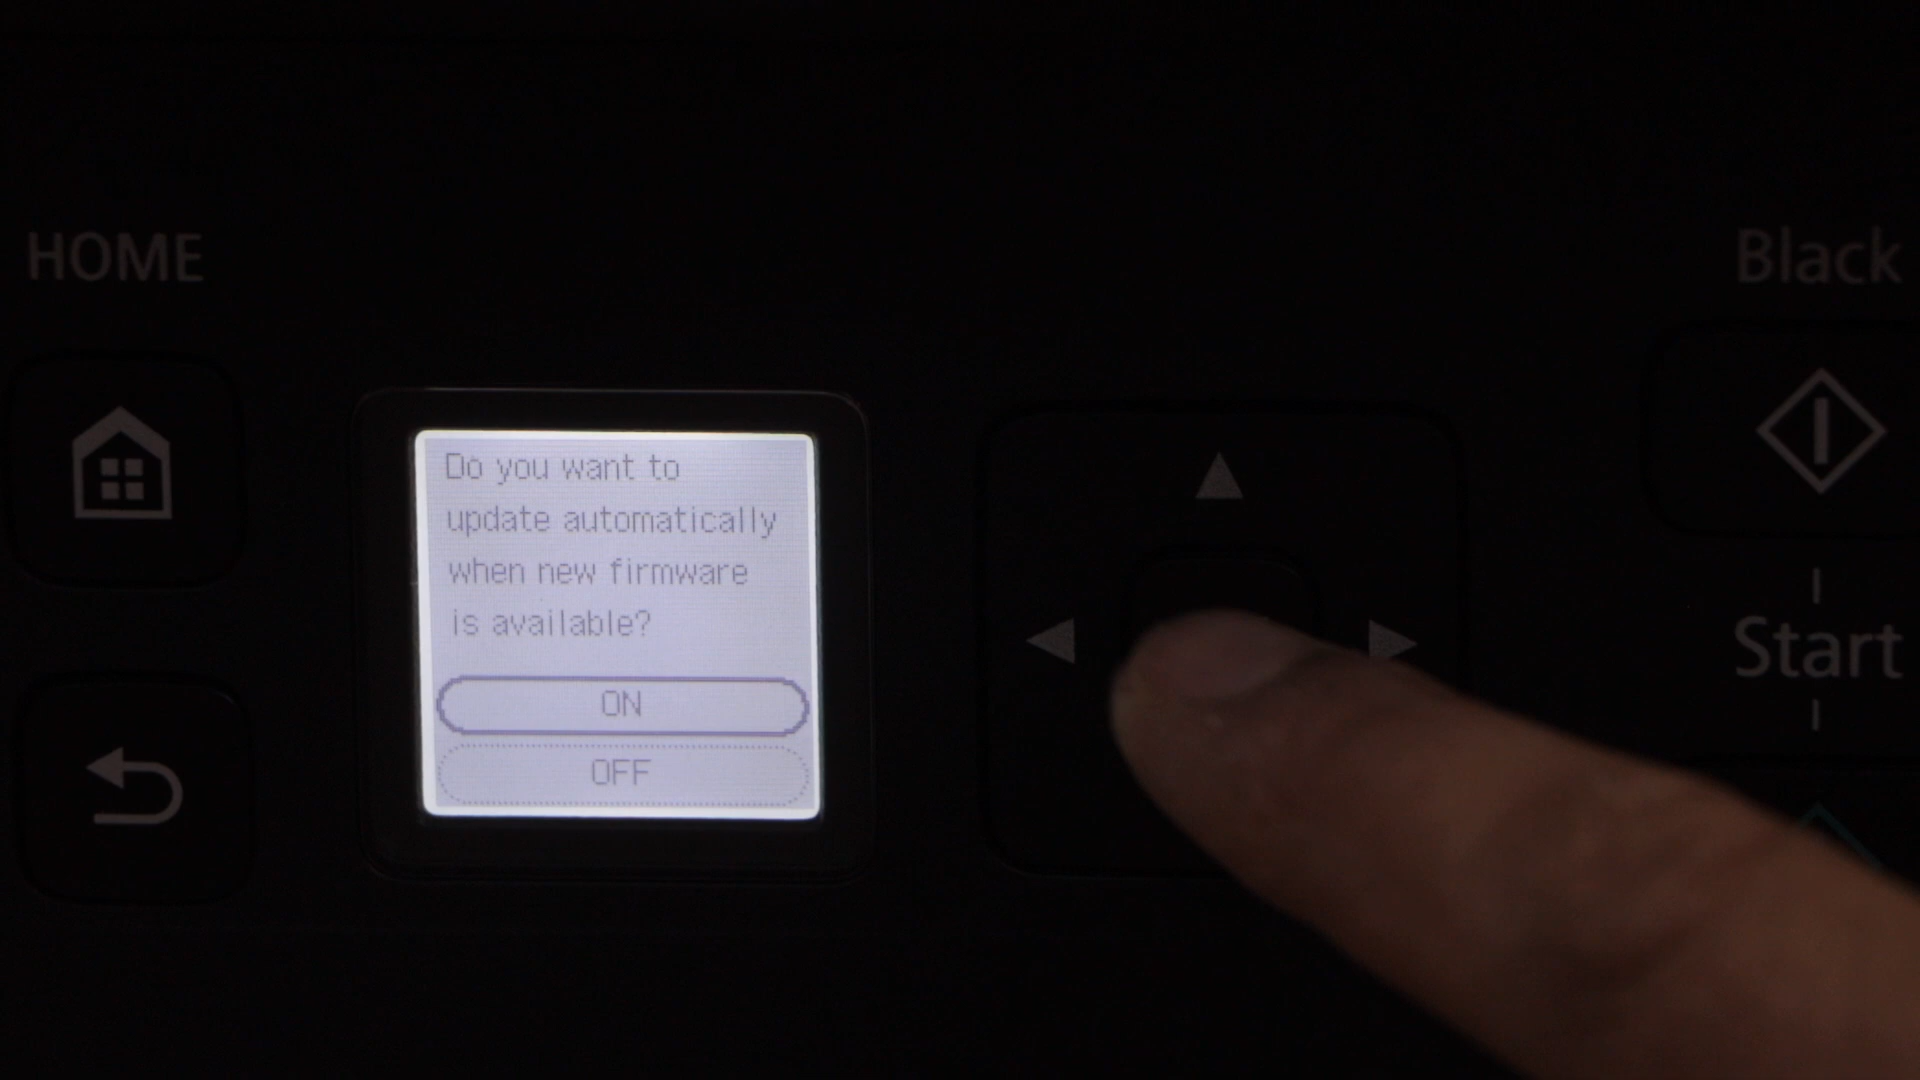 HOME
Black
Do you want to
update automatically
when new firmware
is available?
Start
ON
OFF